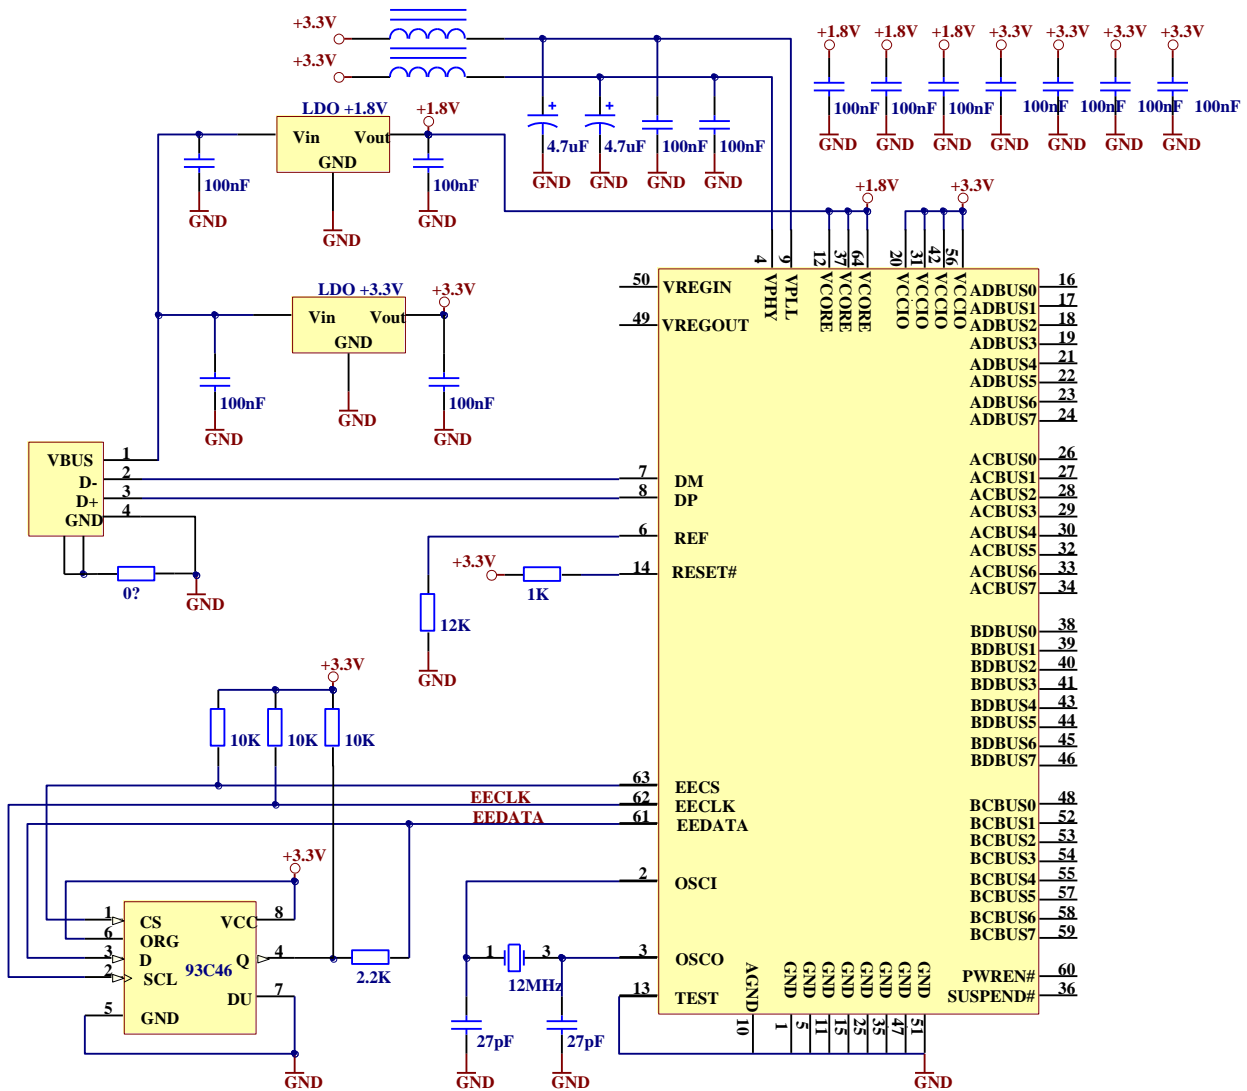 +3.3V
+3.3V
4.7uF
4.7uF
100nF
100nF
GND
GND
GND
GND
+1.8V
+1.8V
+1.8V
+3.3V
+3.3V
+3.3V
+3.3V
100nF
100nF
100nF
100nF
100nF
100nF
100nF
GND
GND
GND
GND
GND
GND
GND
LDO +1.8V
+1.8V
Vin
Vout
GND
100nF
100nF
GND
GND
GND
LDO +3.3V
+3.3V
Vin
Vout
GND
100nF
100nF
GND
GND
GND
VBUS
D-
D+
GND
1
2
3
4
0?
GND
+1.8V
+3.3V
4
9
12
37
64
20
31
42
56
VPHY
VPLL
VCORE
VCORE
VCORE
VCCIO
VCCIO
VCCIO
VCCIO
50
VREGIN
49
VREGOUT
7
DM
8
DP
6
REF
14
RESET#
+3.3V
1K
12K
GND
+3.3V
10K
10K
10K
63
EECS
EECLK
62
EECLK
EEDATA
61
EEDATA
2
OSCI
3
OSCO
13
TEST
1
3
12MHz
27pF
27pF
GND
GND
+3.3V
1
CS
6
ORG
3
D
2
SCL
5
GND
93C46
VCC
8
Q
4
DU
7
2.2K
GND
ADBUS0
16
ADBUS1
17
ADBUS2
18
ADBUS3
19
ADBUS4
21
ADBUS5
22
ADBUS6
23
ADBUS7
24
ACBUS0
26
ACBUS1
27
ACBUS2
28
ACBUS3
29
ACBUS4
30
ACBUS5
32
ACBUS6
33
ACBUS7
34
BDBUS0
38
BDBUS1
39
BDBUS2
40
BDBUS3
41
BDBUS4
43
BDBUS5
44
BDBUS6
45
BDBUS7
46
BCBUS0
48
BCBUS1
52
BCBUS2
53
BCBUS3
54
BCBUS4
55
BCBUS5
57
BCBUS6
58
BCBUS7
59
PWREN#
60
SUSPEND#
36
AGND
GND
GND
GND
GND
GND
GND
GND
GND
10
1
5
11
15
25
35
47
51
GND